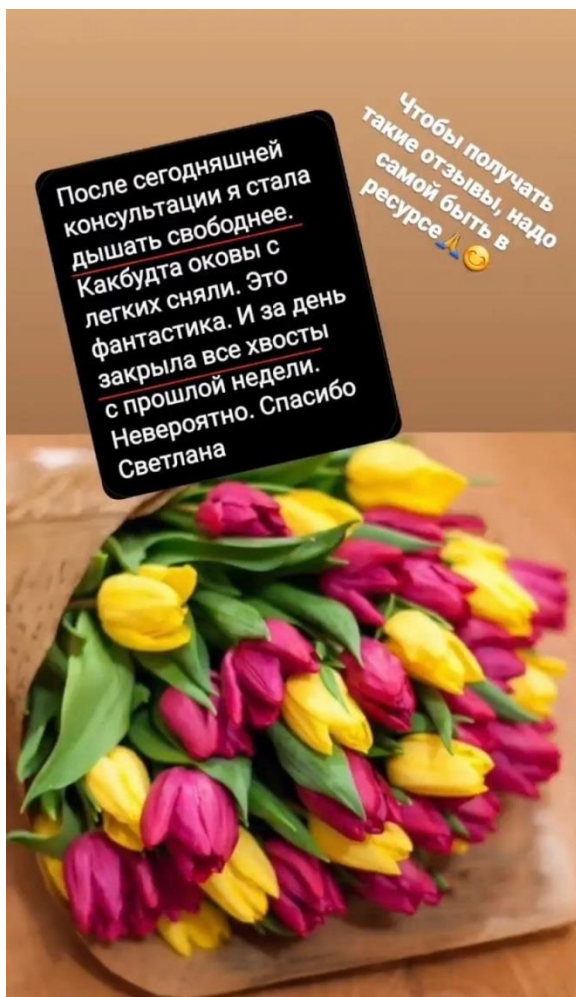 После сегодняшней
консультации я стала
дышать свободнее.
Какбудта оковы с
легких сняли. Это
фантастика. И за день
закрыла все хвосты
с прошлой недели.
Невероятно. Спасибо
Светлана
Чтобы получать
такие отзывы, надо
самой быть в
ресурсе🙏😊